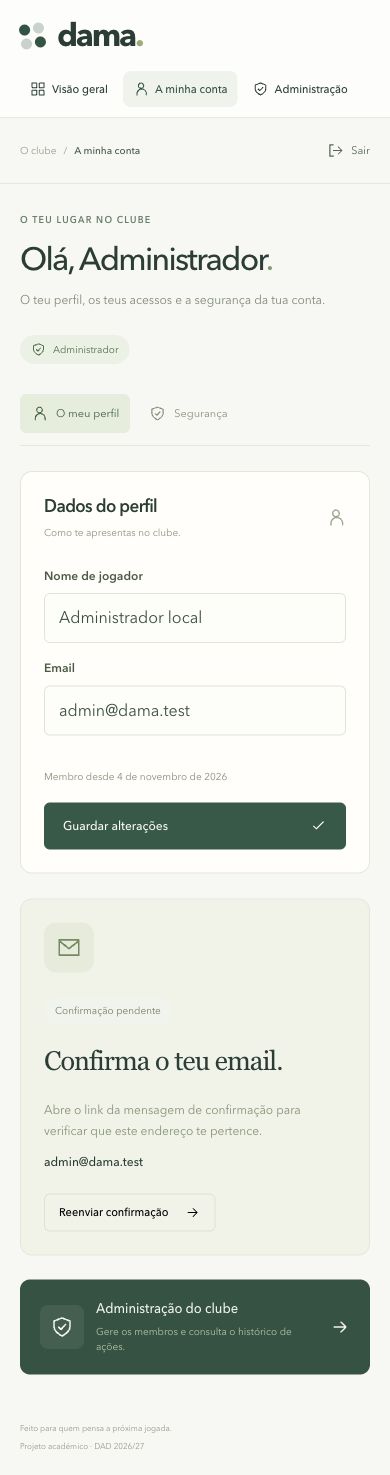 dama.
Visão geral
A minha conta
Administração
O clube / A minha conta
Sair
O TEU LUGAR NO CLUBE
Olá, Administrador.
O teu perfil, os teus acessos e a segurança da tua conta.
Administrador
O meu perfil
Segurança
Dados do perfil
Como te apresentas no clube.
Nome de jogador
Administrador local
Email
admin@dama.test
Membro desde 4 de novembro de 2026
Guardar alterações
Confirmação pendente
Confirma o teu email.
Abre o link da mensagem de confirmação para
verificar que este endereço te pertence.
admin@dama.test
Reenviar confirmação
Administração do clube
Gere os membros e consulta o histórico de
ações.
Feito para quem pensa a próxima jogada.
Projeto académico · DAD 2026/27